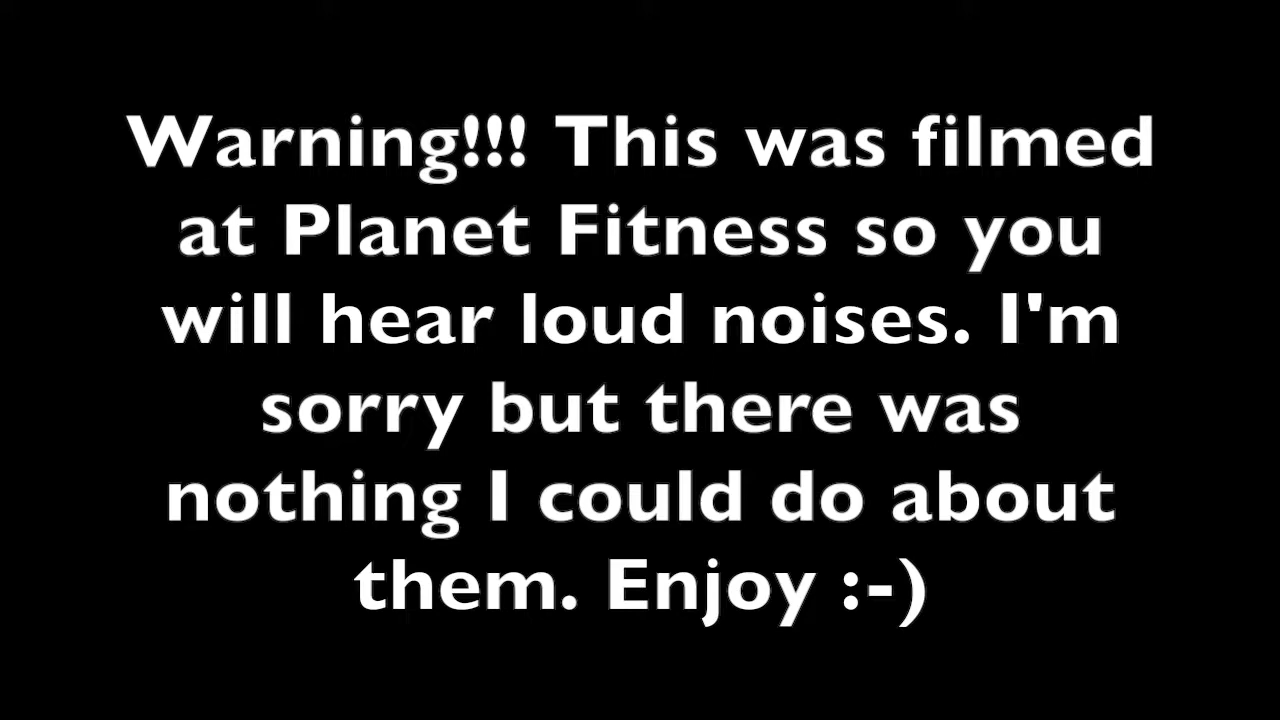 Warning!!! This was filmed
at Planet Fitness so you
will hear loud noises. I'm
sorry but there was
nothing I could do about
them. Enjoy :-)